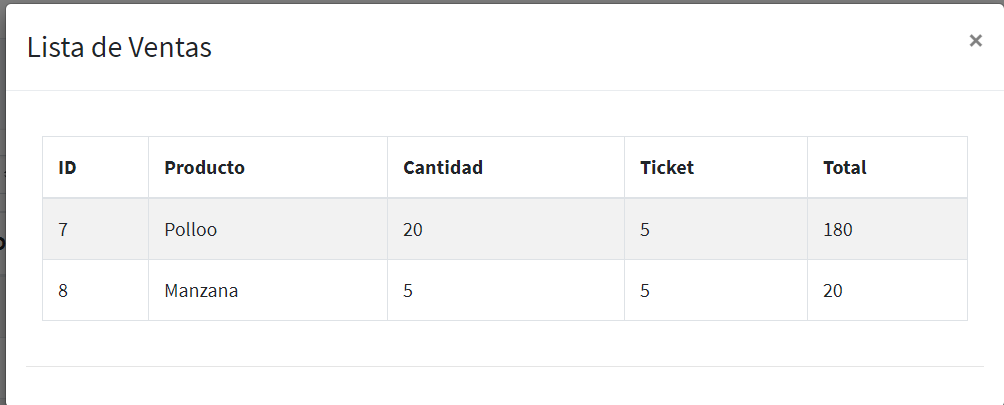 Lista de Ventas ×
ID Producto Cantidad Ticket Total
7 Polloo 20 5 180
8 Manzana 5 5 20